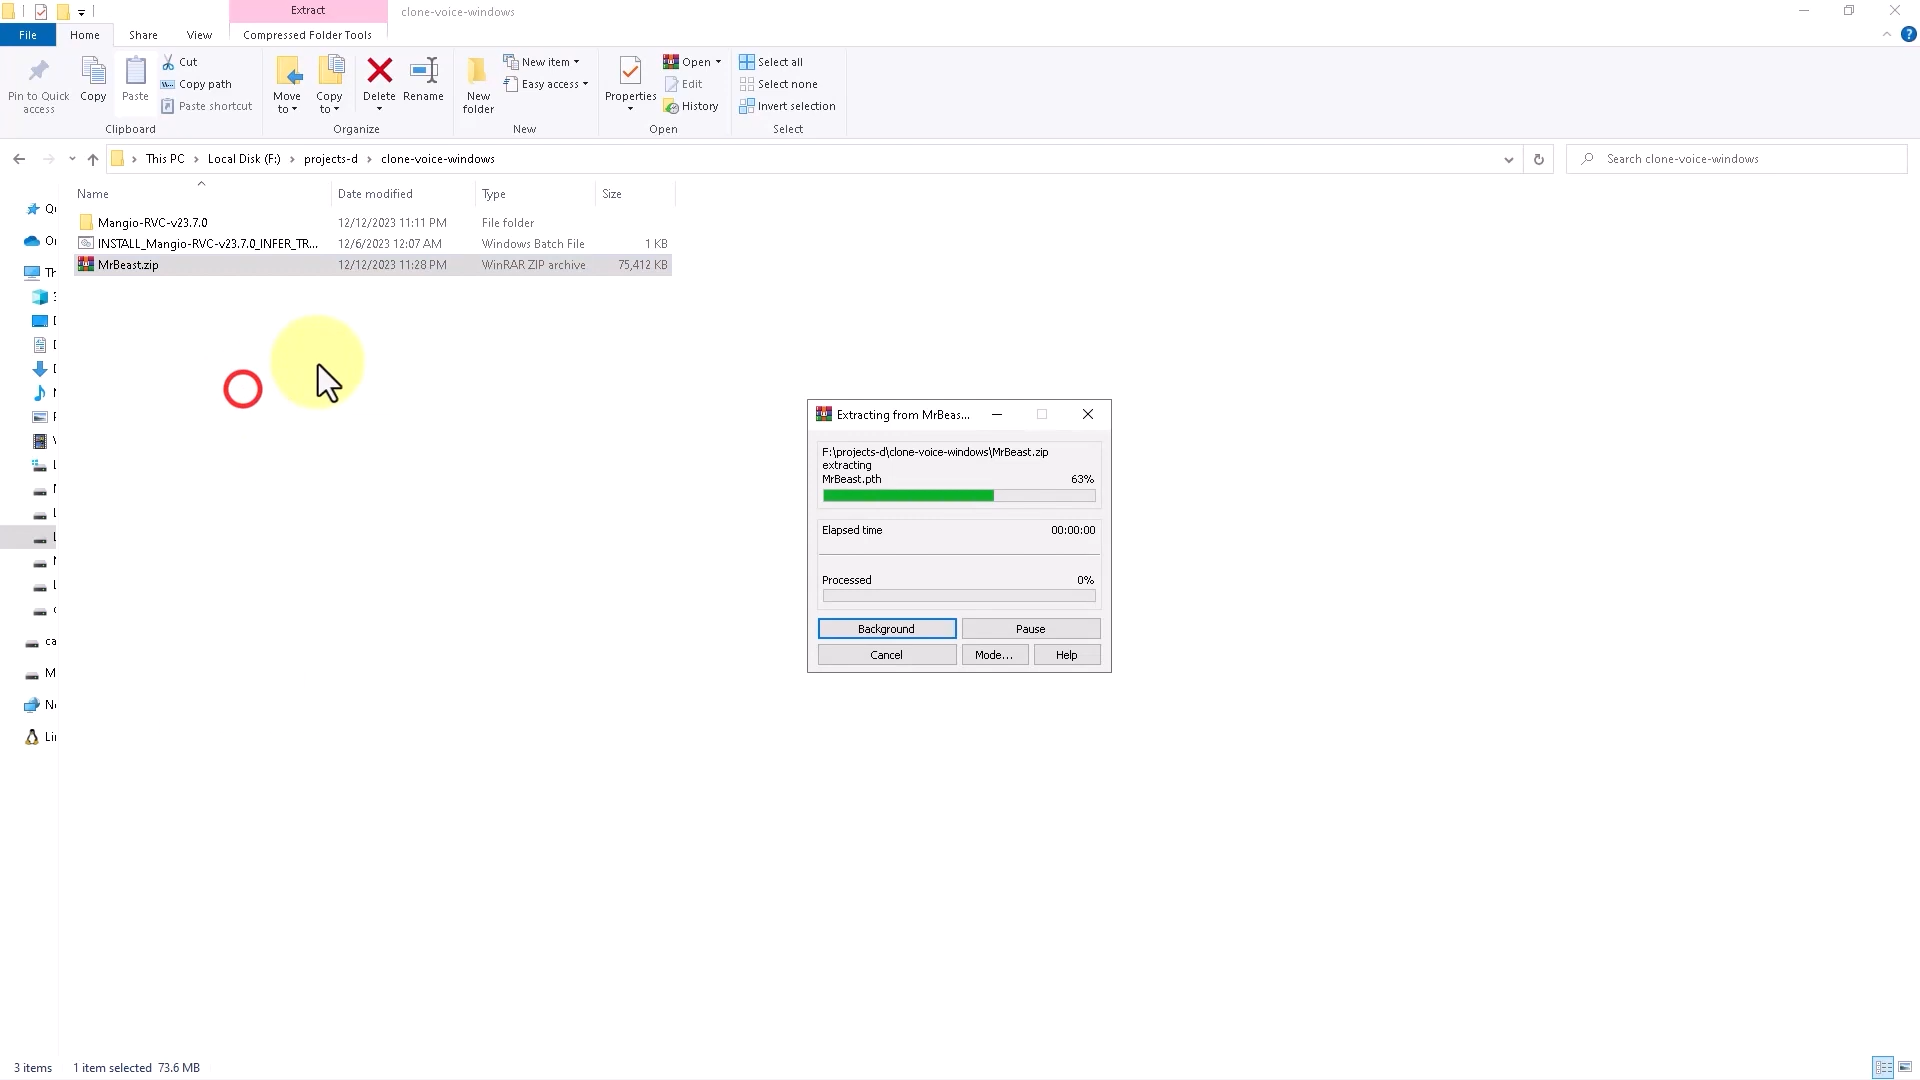 Extract
clone-voice-windows
File
Home
Share
View
Compressed Folder Tools
Pin to Quick access
Copy
Paste
Cut
Copy path
Paste shortcut
Clipboard
Move to
Copy to
Delete
Rename
Organize
New folder
New item
Easy access
New
Properties
Open
Edit
History
Open
Select all
Select none
Invert selection
Select
This PC > Local Disk (F:) > projects-d > clone-voice-windows
Search clone-voice-windows
Name Date modified Type Size
Mangio-RVC-v23.7.0 12/12/2023 11:11 PM File folder
INSTALL_Mangio-RVC-v23.7.0_INFER_TR... 12/6/2023 12:07 AM Windows Batch File 1 KB
MrBeast.zip 12/12/2023 11:28 PM WinRAR ZIP archive 75,412 KB
Extracting from MrBeas...
F:\projects-d\clone-voice-windows\MrBeast.zip
extracting
MrBeast.pth 63%
Elapsed time 00:00:00
Processed 0%
Background Pause
Cancel Mode... Help
3 items 1 item selected 73.6 MB